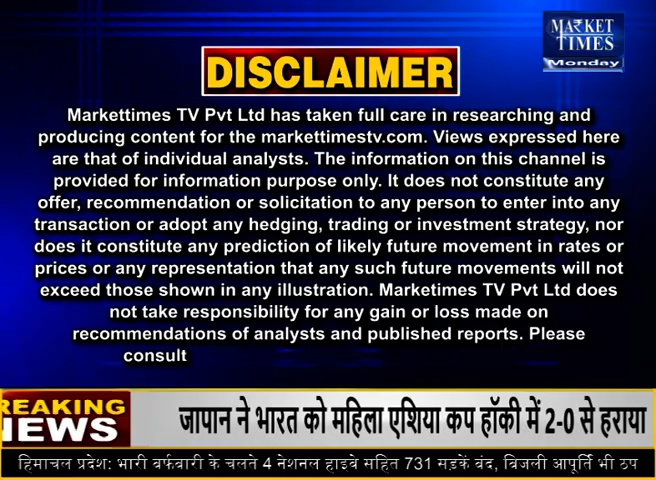 MARKET
TIMES
Monday
DISCLAIMER
Markettimes TV Pvt Ltd has taken full care in researching and
producing content for the markettimestv.com. Views expressed here
are that of individual analysts. The information on this channel is
provided for information purpose only. It does not constitute any
offer, recommendation or solicitation to any person to enter into any
transaction or adopt any hedging, trading or investment strategy, nor
does it constitute any prediction of likely future movement in rates or
prices or any representation that any such future movements will not
exceed those shown in any illustration. Marketimes TV Pvt Ltd does
not take responsibility for any gain or loss made on
recommendations of analysts and published reports. Please
consult
REAKING
NEWS
जापान ने भारत को महिला एशिया कप हॉकी में 2-0 से हराया
हिमाचल प्रदेश: भारी बर्फबारी के चलते 4 नेशनल हाइवे सहित 731 सड़कें बंद, बिजली आपूर्ति भी ठप